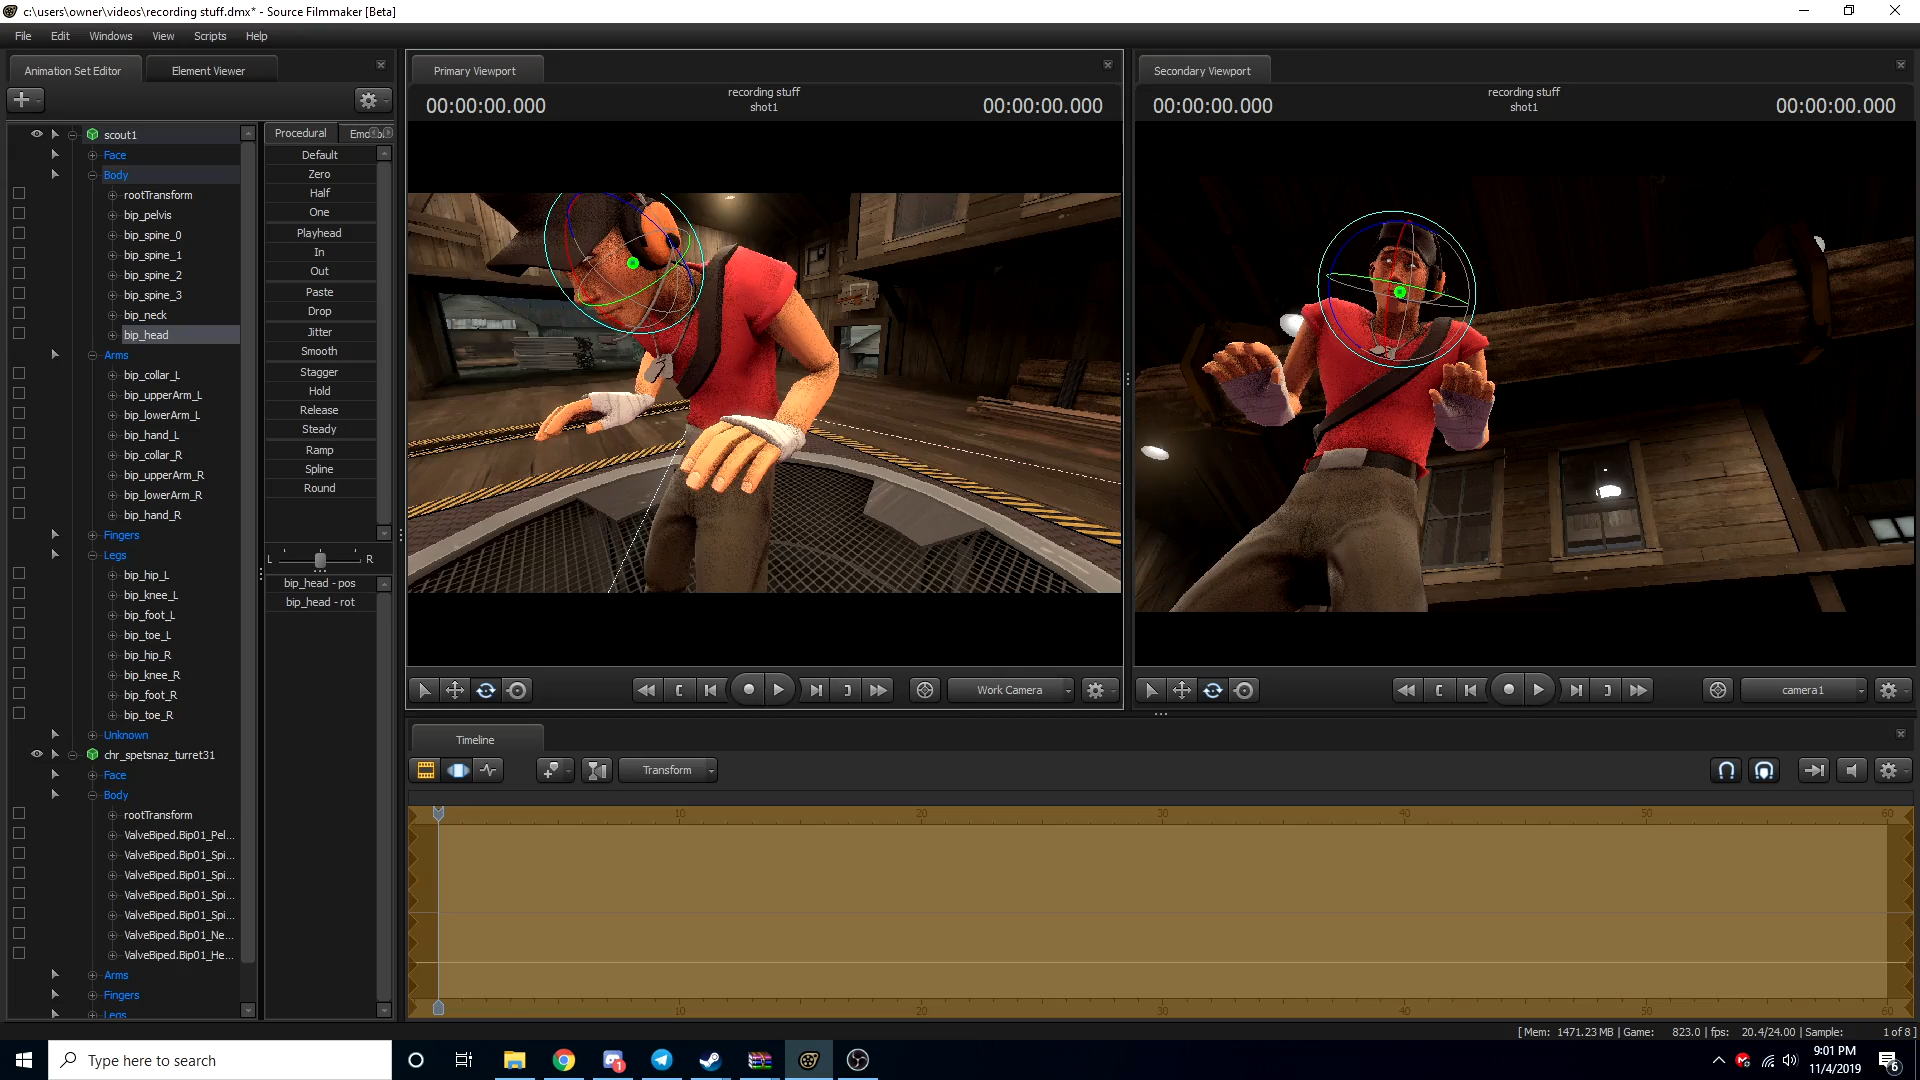 c:\users\owner\videos\recording stuff.dmx* - Source Filmmaker [Beta]
File Edit Windows View Scripts Help
Animation Set Editor Element Viewer
scout1
Face
Body
rootTransform
bip_pelvis
bip_spine_0
bip_spine_1
bip_spine_2
bip_spine_3
bip_neck
bip_head
Arms
bip_collar_L
bip_upperArm_L
bip_lowerArm_L
bip_hand_L
bip_collar_R
bip_upperArm_R
bip_lowerArm_R
bip_hand_R
Fingers
Legs
bip_hip_L
bip_knee_L
bip_foot_L
bip_toe_L
bip_hip_R
bip_knee_R
bip_foot_R
bip_toe_R
Unknown
chr_spetsnaz_turret31
Face
Body
rootTransform
ValveBiped.Bip01_Pel...
ValveBiped.Bip01_Spi...
ValveBiped.Bip01_Spi...
ValveBiped.Bip01_Spi...
ValveBiped.Bip01_Spi...
ValveBiped.Bip01_Ne...
ValveBiped.Bip01_He...
Arms
Fingers
Legs
Procedural
Default
Zero
Half
One
Playhead
In
Out
Paste
Drop
Jitter
Smooth
Stagger
Hold
Release
Steady
Ramp
Spline
Round
L R
bip_head - pos
bip_head - rot
Primary Viewport
00:00:00.000 recording stuff 00:00:00.000
shot1
Work Camera
Secondary Viewport
00:00:00.000 recording stuff 00:00:00.000
shot1
camera1
Timeline
Transform
10 20 30 40 50 60
10 20 30 40 50 60
[ Mem: 1471.23 MB | Game: 823.0 | fps: 20.4/24.00 | Sample: 1 of 8 ]
Type here to search
1
9:01 PM
11/4/2019
6